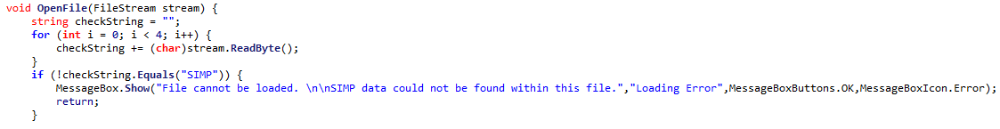 void OpenFile(FileStream stream) {
    string checkString = "";
    for (int i = 0; i < 4; i++) {
        checkString += (char)stream.ReadByte();
    }
    if (!checkString.Equals("SIMP")) {
        MessageBox.Show("File cannot be loaded. \n\nSIMP data could not be found within this file.","Loading Error",MessageBoxButtons.OK,MessageBoxIcon.Error);
        return;
    }